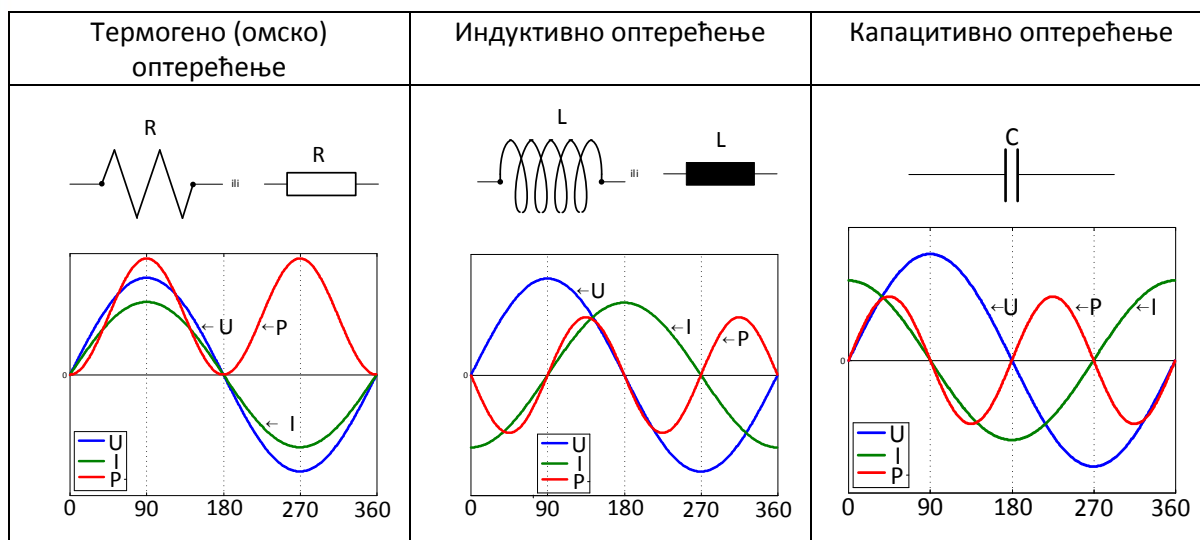 Термогено (омско)
оптерећење
Индуктивно оптерећење
Капацитивно оптерећење
R
ili
R
L
ili
L
C
←U
←P
← I
0
U
I
P
0 90 180 270 360
←U
←I
←P
0
U
I
P
0 90 180 270 360
←U
←P
←I
0
U
I
P
0 90 180 270 360